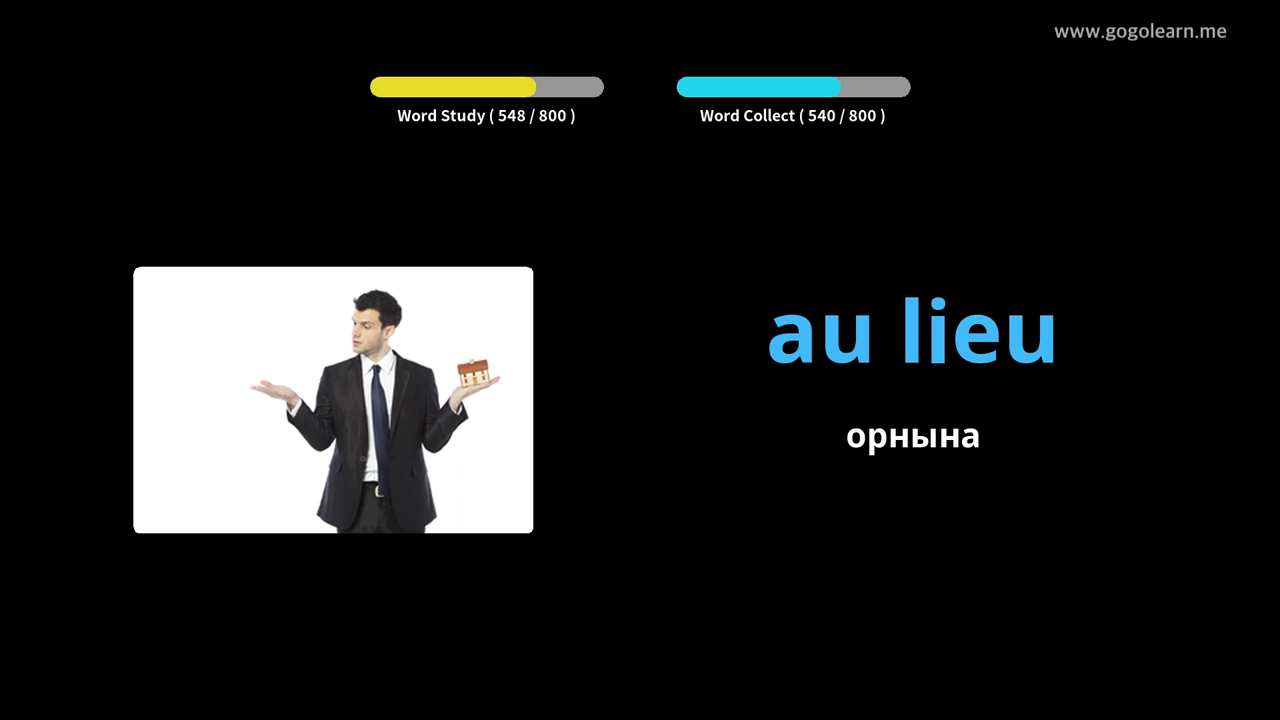 www.gogolearn.me
Word Study ( 548 / 800 )
Word Collect ( 540 / 800 )
au lieu
орнына